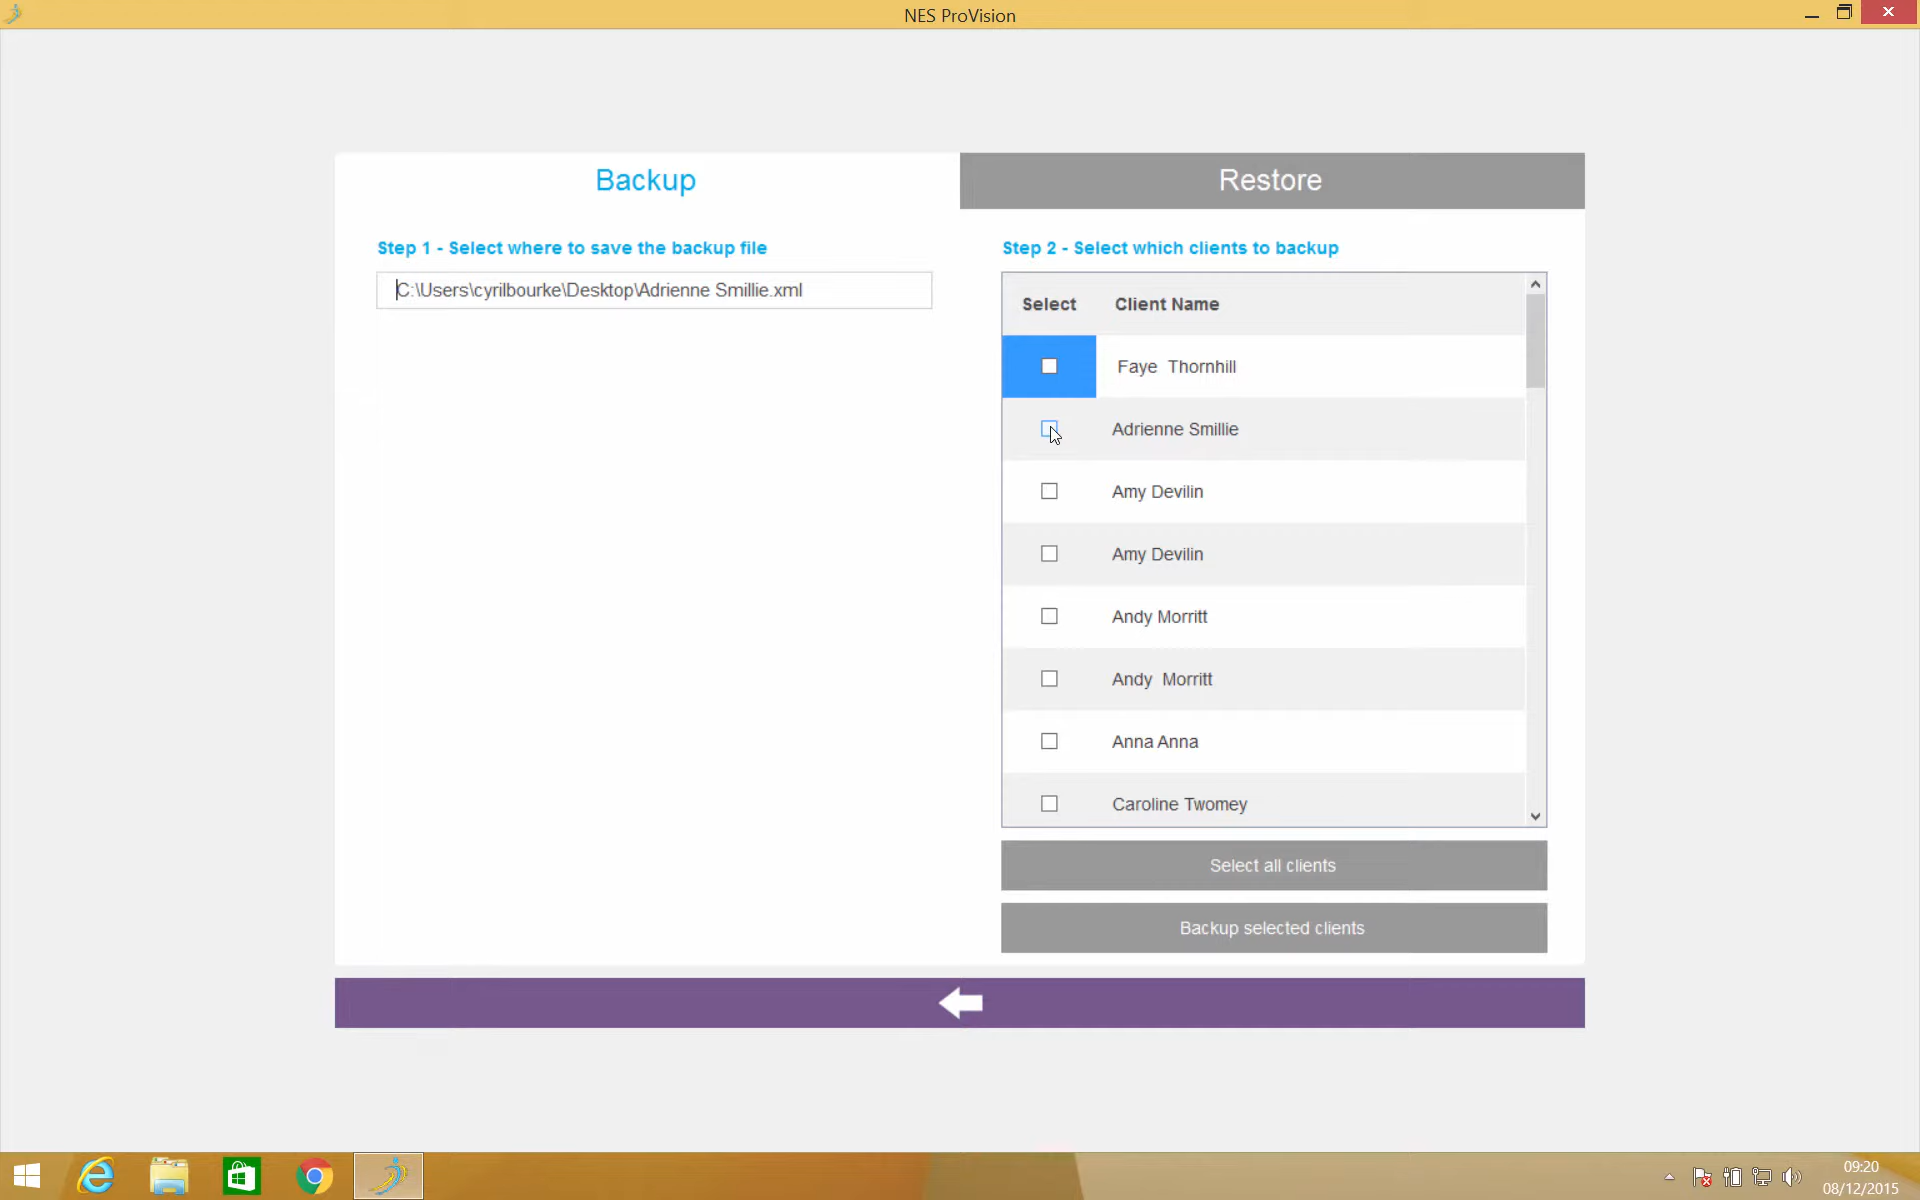 NES ProVision
Backup
Restore
Step 1 - Select where to save the backup file
C:\Users\cyrilbourke\Desktop\Adrienne Smillie.xml
Step 2 - Select which clients to backup
Select Client Name
Faye  Thornhill
Adrienne Smillie
Amy Devilin
Amy Devilin
Andy Morritt
Andy  Morritt
Anna Anna
Caroline Twomey
Select all clients
Backup selected clients
09:20
08/12/2015